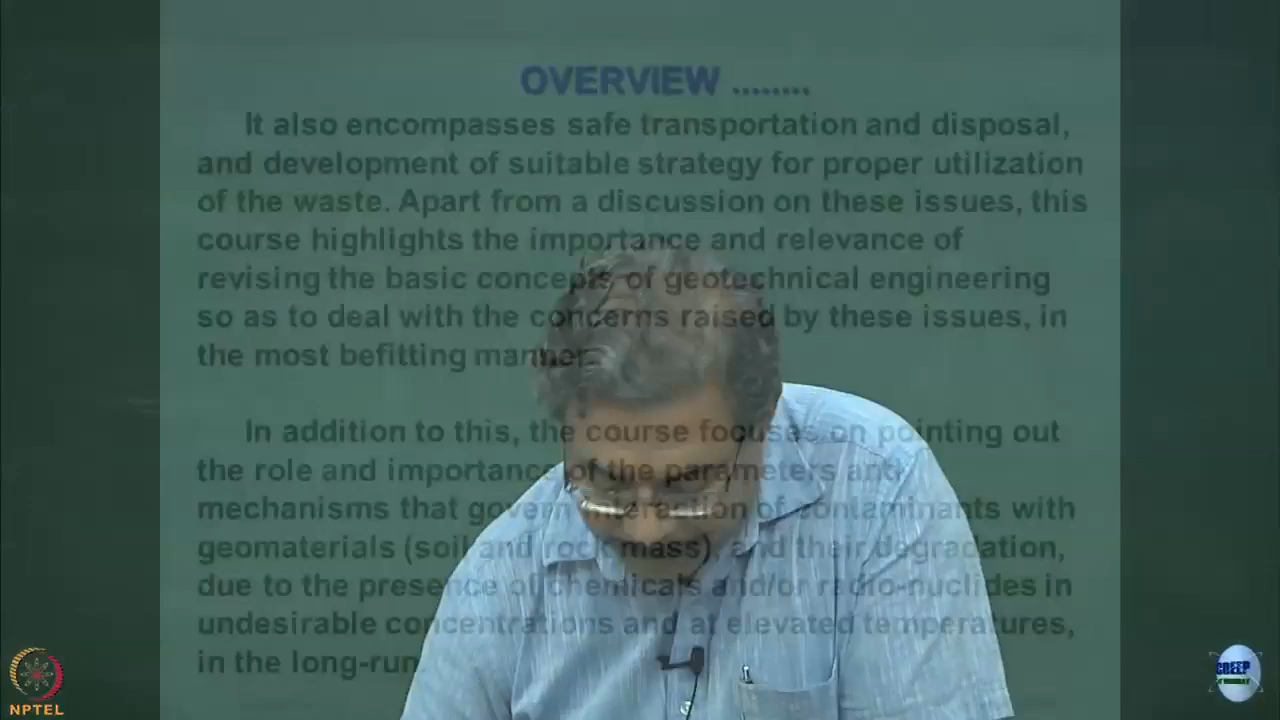 OVERVIEW ........
It also encompasses safe transportation and disposal,
and development of suitable strategy for proper utilization
of the waste. Apart from a discussion on these issues, this
course highlights the importance and relevance of
revising the basic concepts of geotechnical engineering
so as to deal with the concerns raised by these issues, in
the most befitting manner.
In addition to this, the course focuses on pointing out
the role and importance of the parameters and
mechanisms that govern interaction of contaminants with
geomaterials (soil and rock mass), and their degradation,
due to the presence of chemicals and/or radio-nuclides in
undesirable concentrations and at elevated temperatures,
in the long-run
NPTEL
CREEP